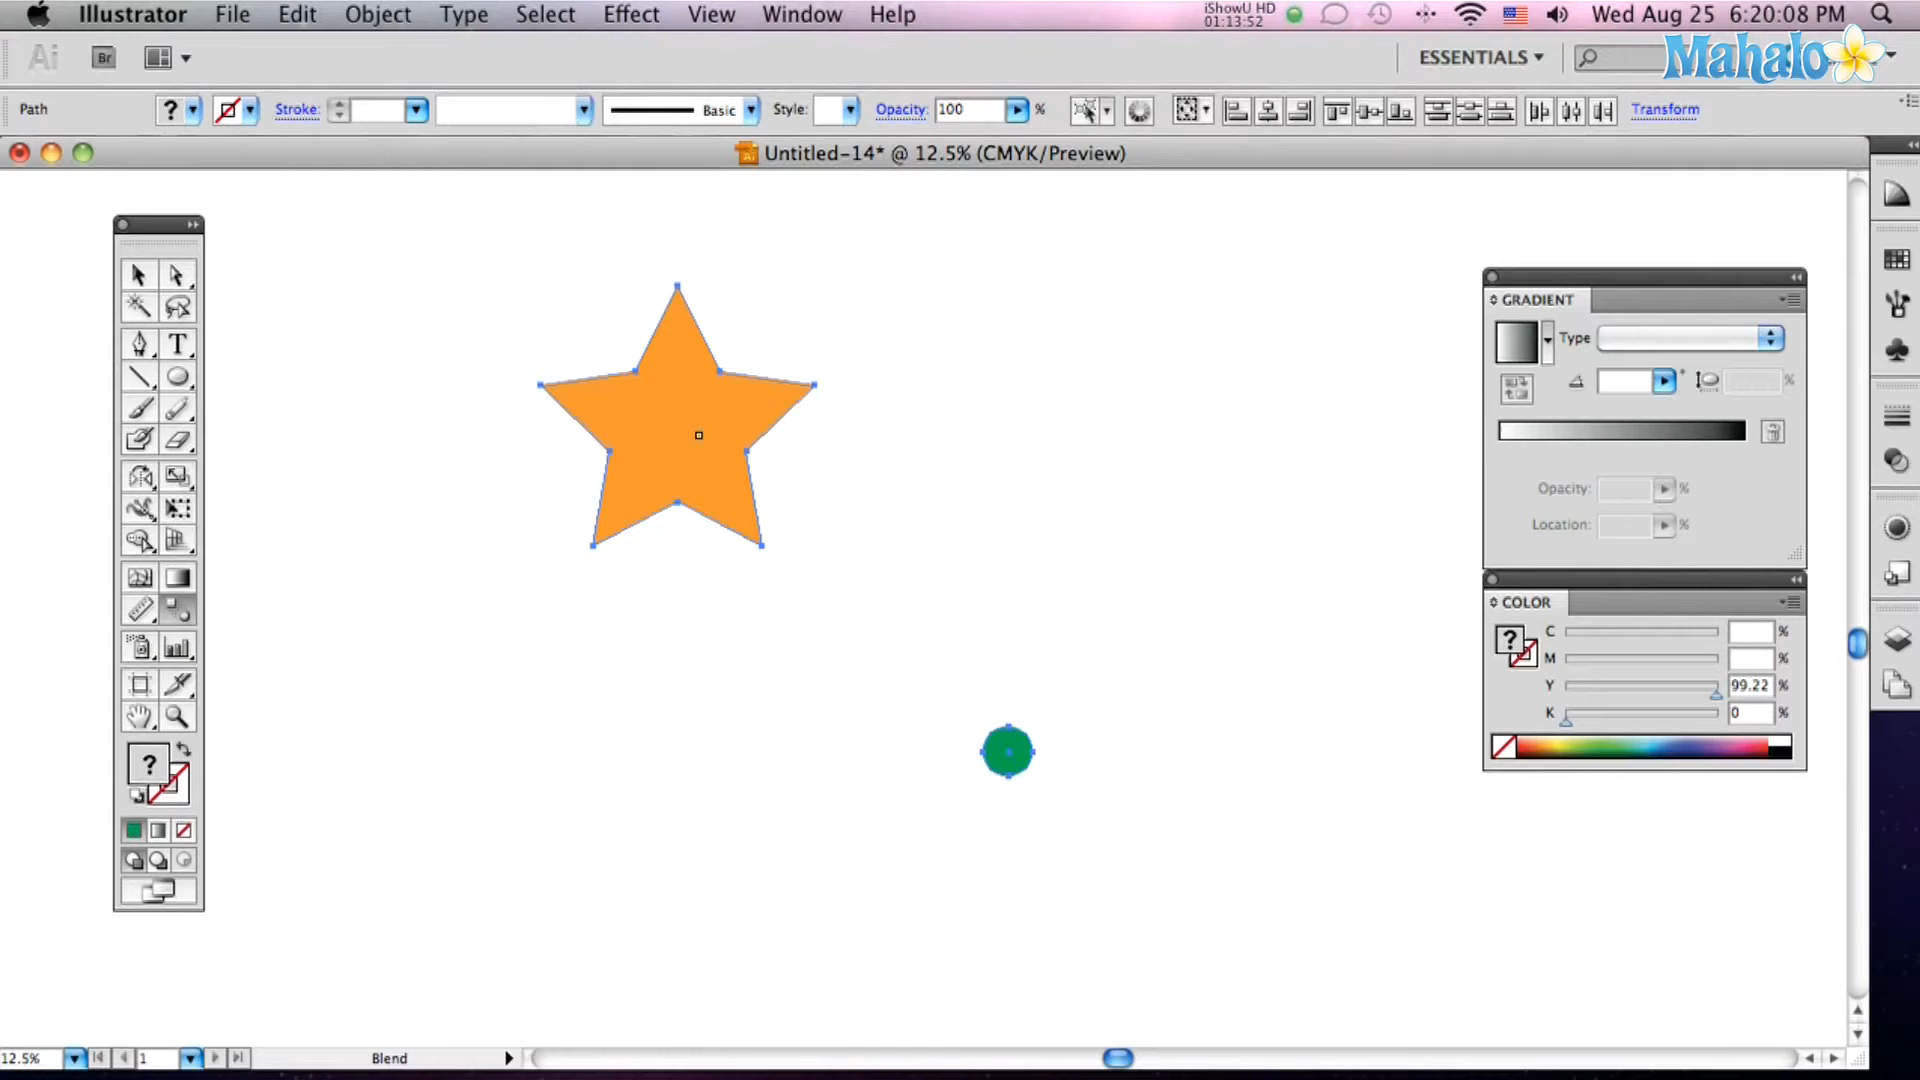 Illustrator File Edit Object Type Select Effect View Window Help iShowU HD 01:13:52 Wed Aug 25 6:20:08 PM
Ai Br ESSENTIALS Mahalo
Path ? Stroke: Basic Style: Opacity: 100 % Transform
Untitled-14* @ 12.5% (CMYK/Preview)
GRADIENT
Type
°
%
T
Opacity: %
Location: %
COLOR
? C %
M %
Y 99.22 %
K 0 %
?
12.5% 1 Blend